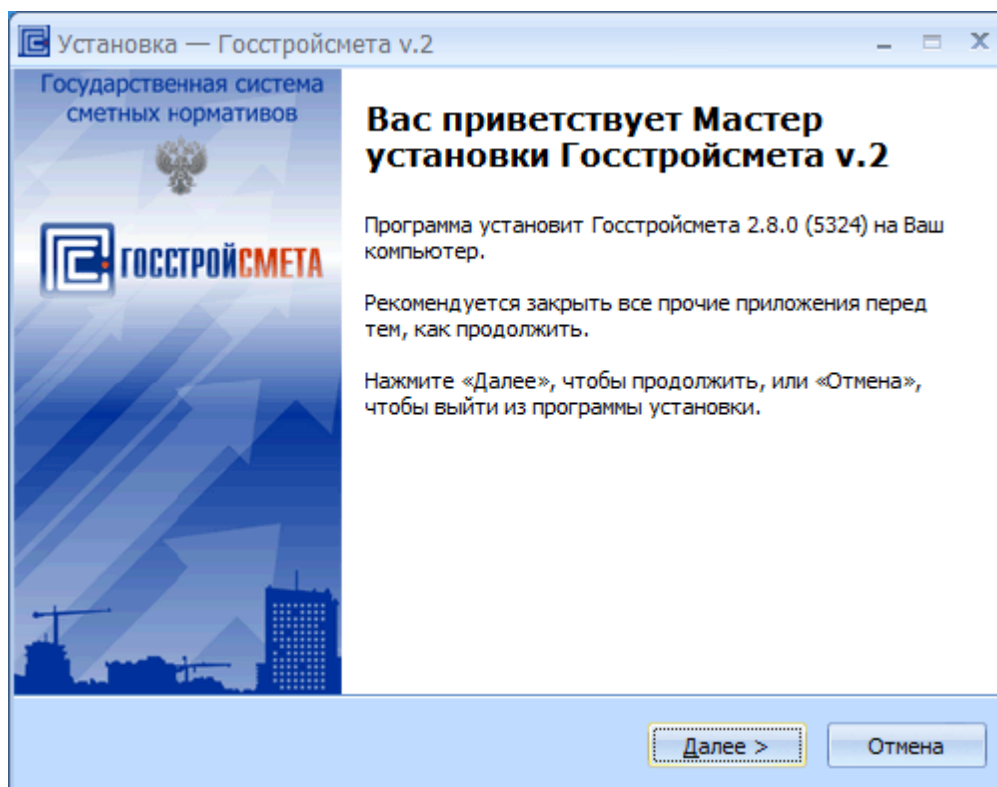 Установка — Госстройсмета v.2
Государственная система
сметных нормативов
ГОССТРОЙСМЕТА
Вас приветствует Мастер
установки Госстройсмета v.2
Программа установит Госстройсмета 2.8.0 (5324) на Ваш
компьютер.
Рекомендуется закрыть все прочие приложения перед
тем, как продолжить.
Нажмите «Далее», чтобы продолжить, или «Отмена»,
чтобы выйти из программы установки.
Далее >
Отмена